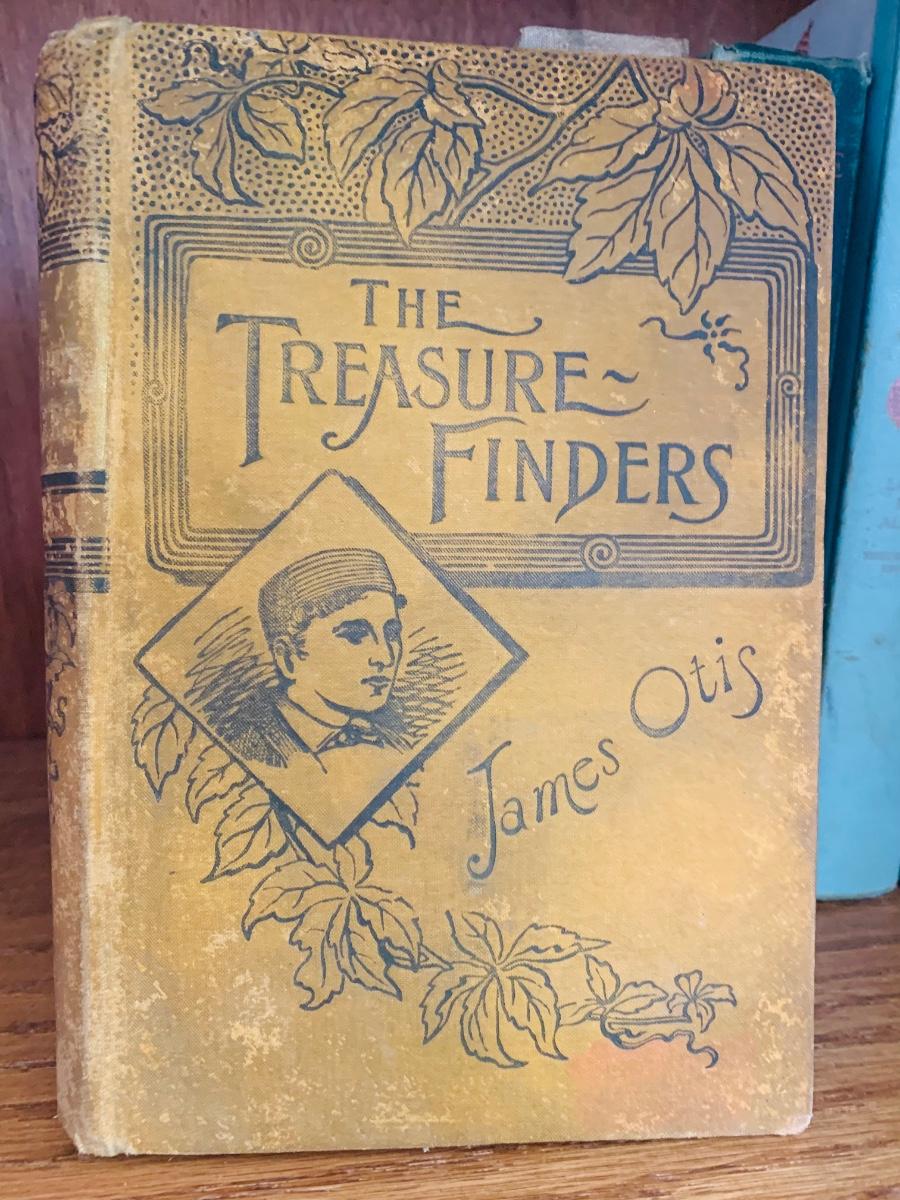 THE
TREASURE-
FINDERS
James Otis